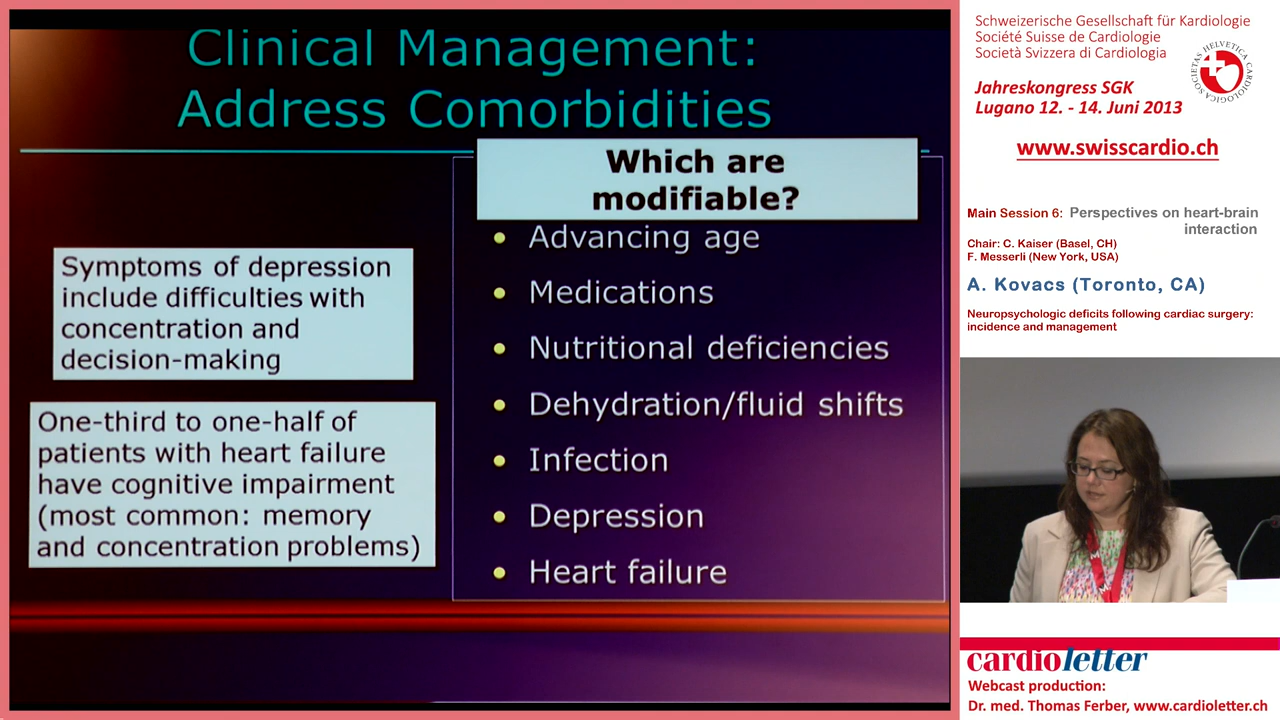 Clinical Management:
Address Comorbidities
Which are
modifiable?
Symptoms of depression
include difficulties with
concentration and
decision-making
One-third to one-half of
patients with heart failure
have cognitive impairment
(most common: memory
and concentration problems)
• Advancing age
• Medications
• Nutritional deficiencies
• Dehydration/fluid shifts
• Infection
• Depression
• Heart failure
Schweizerische Gesellschaft für Kardiologie
Société Suisse de Cardiologie
Società Svizzera di Cardiologia
SOCIETAS HELVETICA CARDIOLOGICA
Jahreskongress SGK
Lugano 12. - 14. Juni 2013
www.swisscardio.ch
Main Session 6: Perspectives on heart-brain
interaction
Chair: C. Kaiser (Basel, CH)
F. Messerli (New York, USA)
A. Kovacs (Toronto, CA)
Neuropsychologic deficits following cardiac surgery:
incidence and management
cardioletter
Webcast production:
Dr. med. Thomas Ferber, www.cardioletter.ch